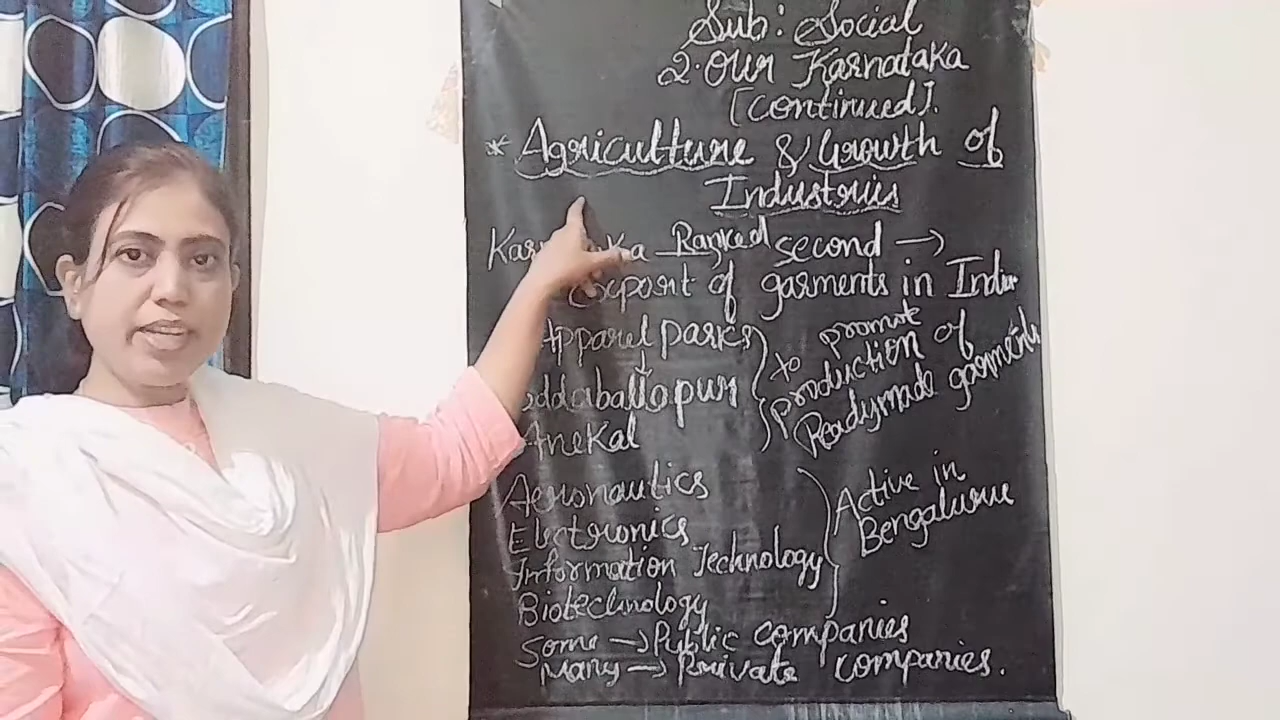 Sub: Social
2. Our Karnataka
[Continued].
* Agriculture & Growth of
Industries
Ranked second →
of garments in India
Apparel parks
to promote
production of
Readymade garments
Anekal
Aeronautics
Electronics
Information Technology
Biotechnology
Active in
Bengaluru
Some → Public companies
Many → Private companies.